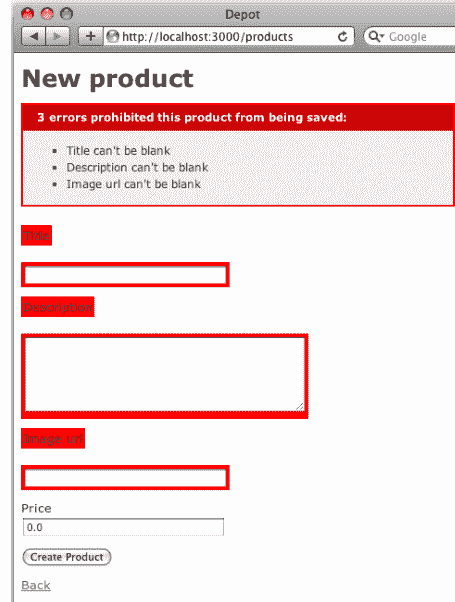 Depot
http://localhost:3000/products
Google
New product
3 errors prohibited this product from being saved:
Title can't be blank
Description can't be blank
Image url can't be blank
Title
Description
Image url
Price
0.0
Create Product
Back